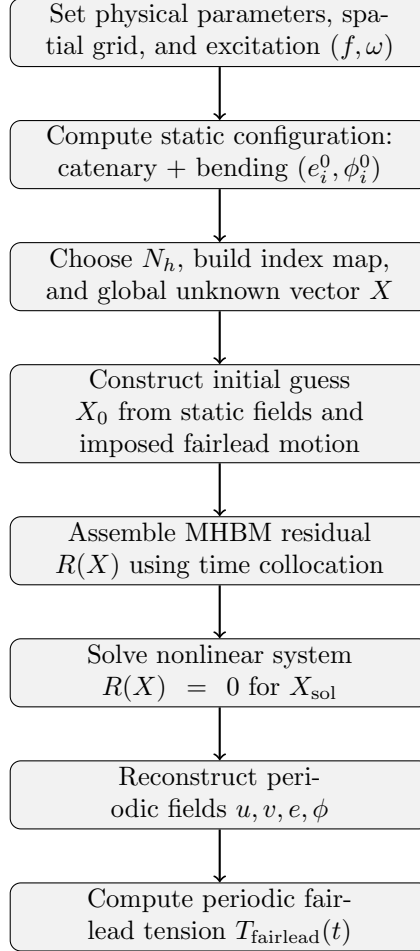 Set physical parameters, spa-
tial grid, and excitation (f, ω)
Compute static configuration:
catenary + bending (e_i^0, ϕ_i^0)
Choose N_h, build index map,
and global unknown vector X
Construct initial guess
X_0 from static fields and
imposed fairlead motion
Assemble MHBM residual
R(X) using time collocation
Solve nonlinear system
R(X) = 0 for X_sol
Reconstruct peri-
odic fields u, v, e, ϕ
Compute periodic fair-
lead tension T_fairlead(t)